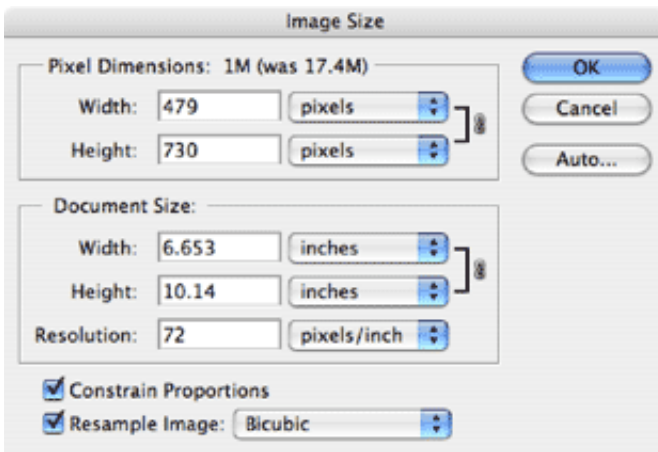 Image Size
Pixel Dimensions: 1M (was 17.4M)
Width: 479 pixels
Height: 730 pixels
OK
Cancel
Auto...
Document Size:
Width: 6.653 inches
Height: 10.14 inches
Resolution: 72 pixels/inch
Constrain Proportions
Resample Image: Bicubic